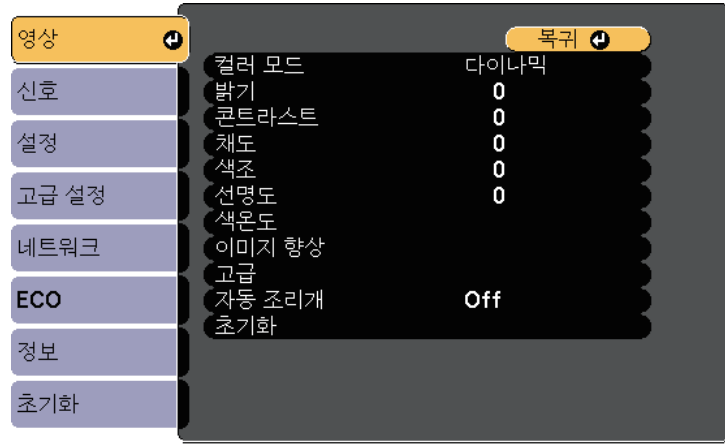 영상
신호
설정
고급 설정
네트워크
ECO
정보
초기화
복귀
컬러 모드 다이나믹
밝기 0
콘트라스트 0
채도 0
색조 0
선명도 0
색온도
이미지 향상
고급
자동 조리개 Off
초기화